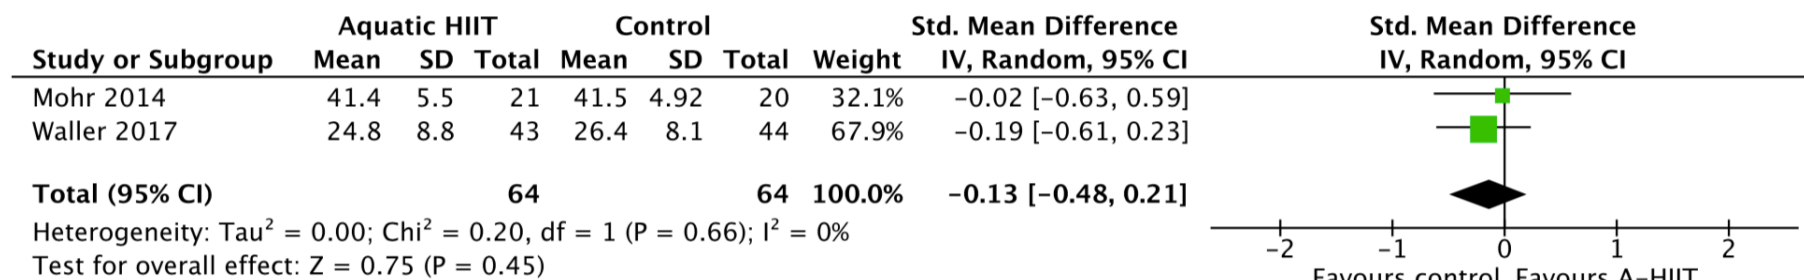 Aquatic HIIT Control Std. Mean Difference Std. Mean Difference
Study or Subgroup Mean SD Total Mean SD Total Weight IV, Random, 95% CI IV, Random, 95% CI
Mohr 2014 41.4 5.5 21 41.5 4.92 20 32.1% −0.02 [−0.63, 0.59]
Waller 2017 24.8 8.8 43 26.4 8.1 44 67.9% −0.19 [−0.61, 0.23]
Total (95% CI) 64 64 100.0% −0.13 [−0.48, 0.21]
Heterogeneity: Tau² = 0.00; Chi² = 0.20, df = 1 (P = 0.66); I² = 0%
Test for overall effect: Z = 0.75 (P = 0.45)
−2 −1 0 1 2
Favours control Favours A−HIIT